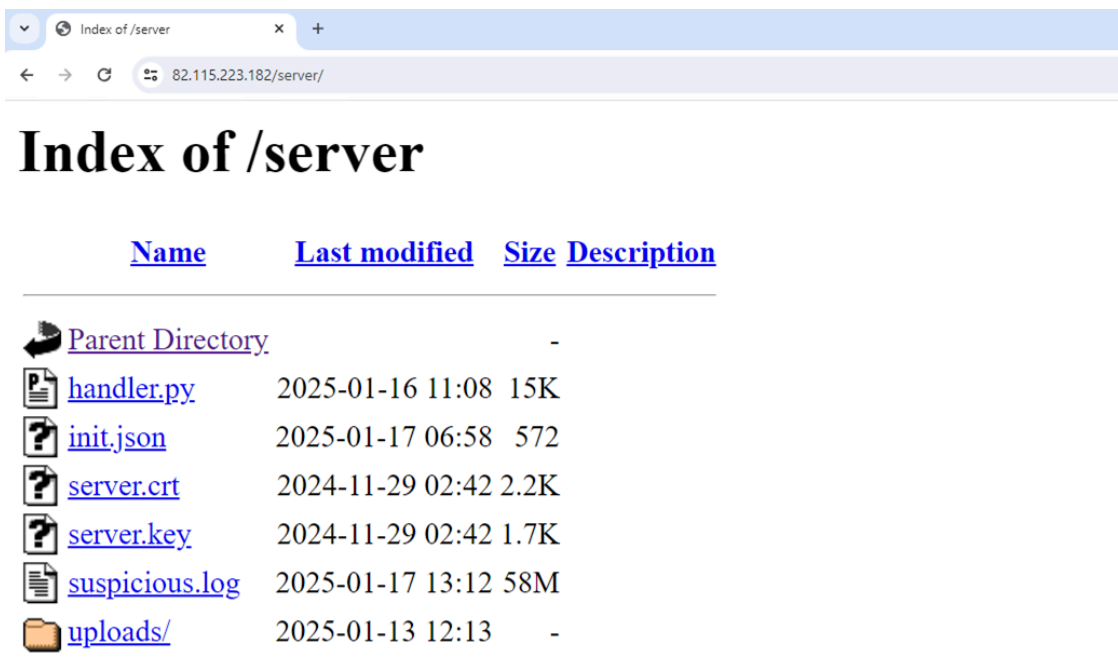 Index of /server
82.115.223.182/server/
Index of /server
Name Last modified Size Description
Parent Directory -
handler.py 2025-01-16 11:08 15K
init.json 2025-01-17 06:58 572
server.crt 2024-11-29 02:42 2.2K
server.key 2024-11-29 02:42 1.7K
suspicious.log 2025-01-17 13:12 58M
uploads/ 2025-01-13 12:13 -